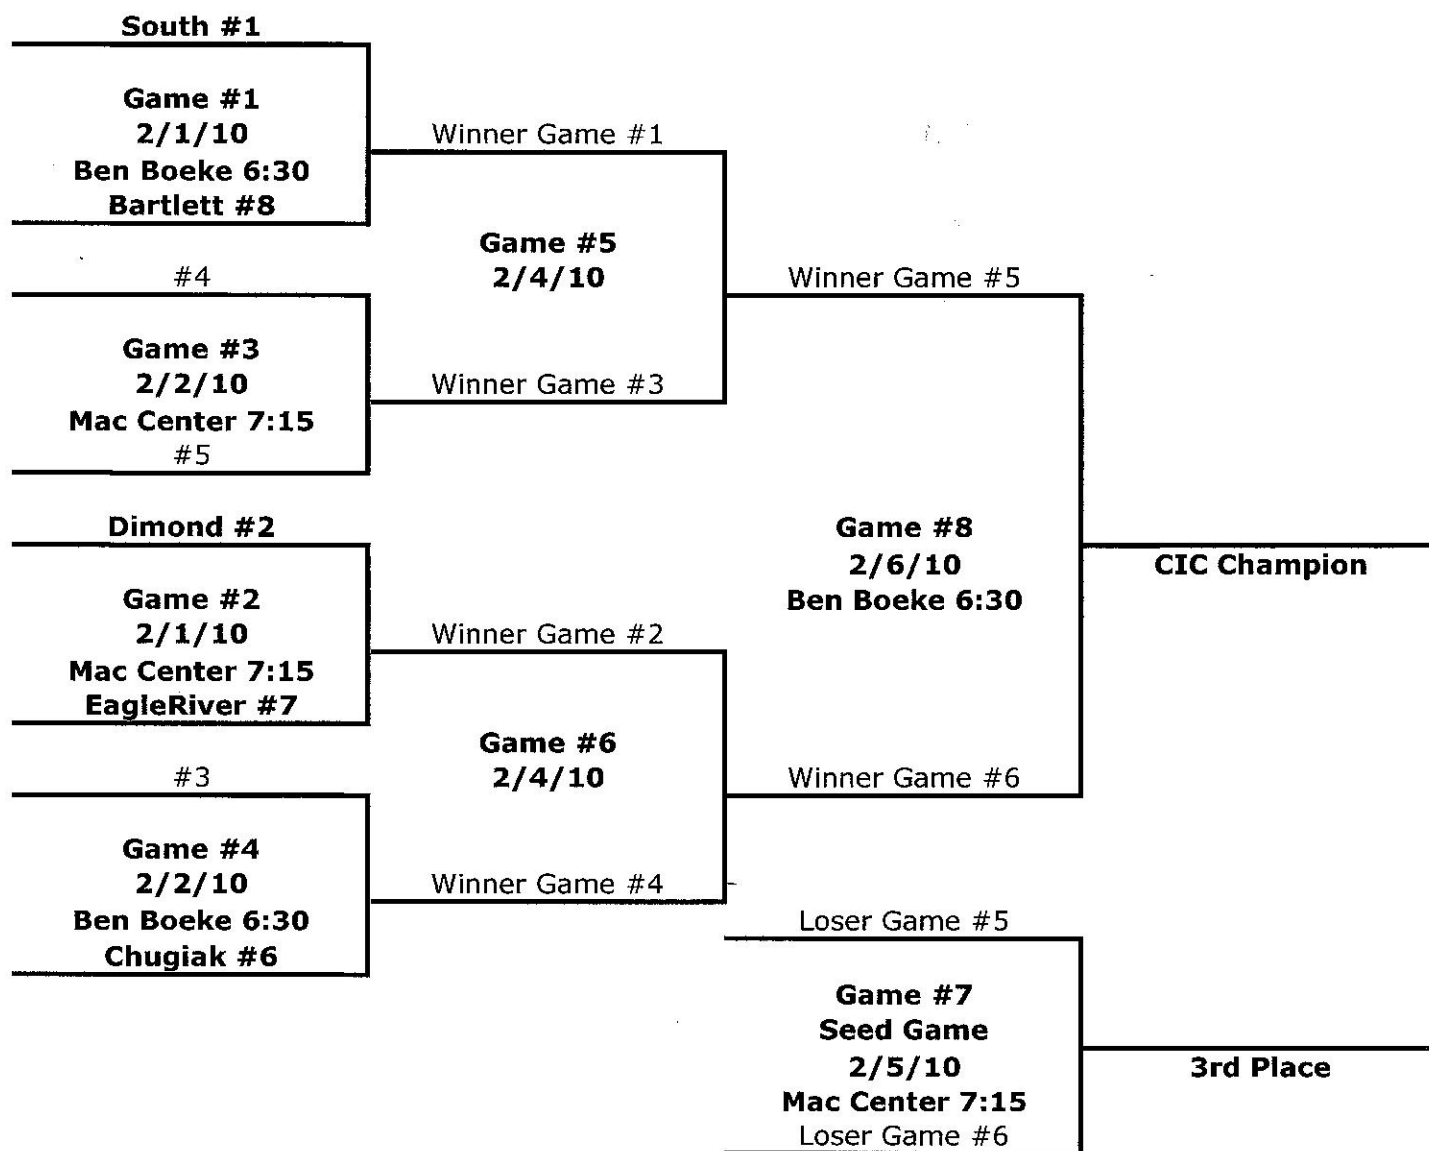 South #1
Game #1
2/1/10
Ben Boeke 6:30
Bartlett #8
Winner Game #1
Game #5
2/4/10
#4
Game #3
2/2/10
Mac Center 7:15
#5
Winner Game #3
Winner Game #5
Dimond #2
Game #2
2/1/10
Mac Center 7:15
EagleRiver #7
Winner Game #2
Game #6
2/4/10
#3
Game #4
2/2/10
Ben Boeke 6:30
Chugiak #6
Winner Game #4
Winner Game #6
Game #8
2/6/10
Ben Boeke 6:30
CIC Champion
Loser Game #5
Game #7
Seed Game
2/5/10
Mac Center 7:15
Loser Game #6
3rd Place